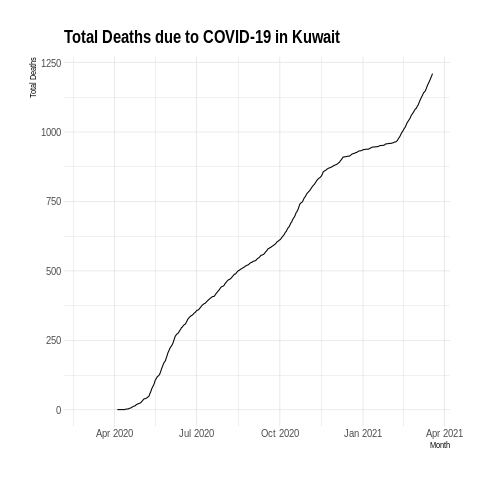 Total Deaths due to COVID-19 in Kuwait
Total Deaths
1250
1000
750
500
250
0
Apr 2020 Jul 2020 Oct 2020 Jan 2021 Apr 2021
Month